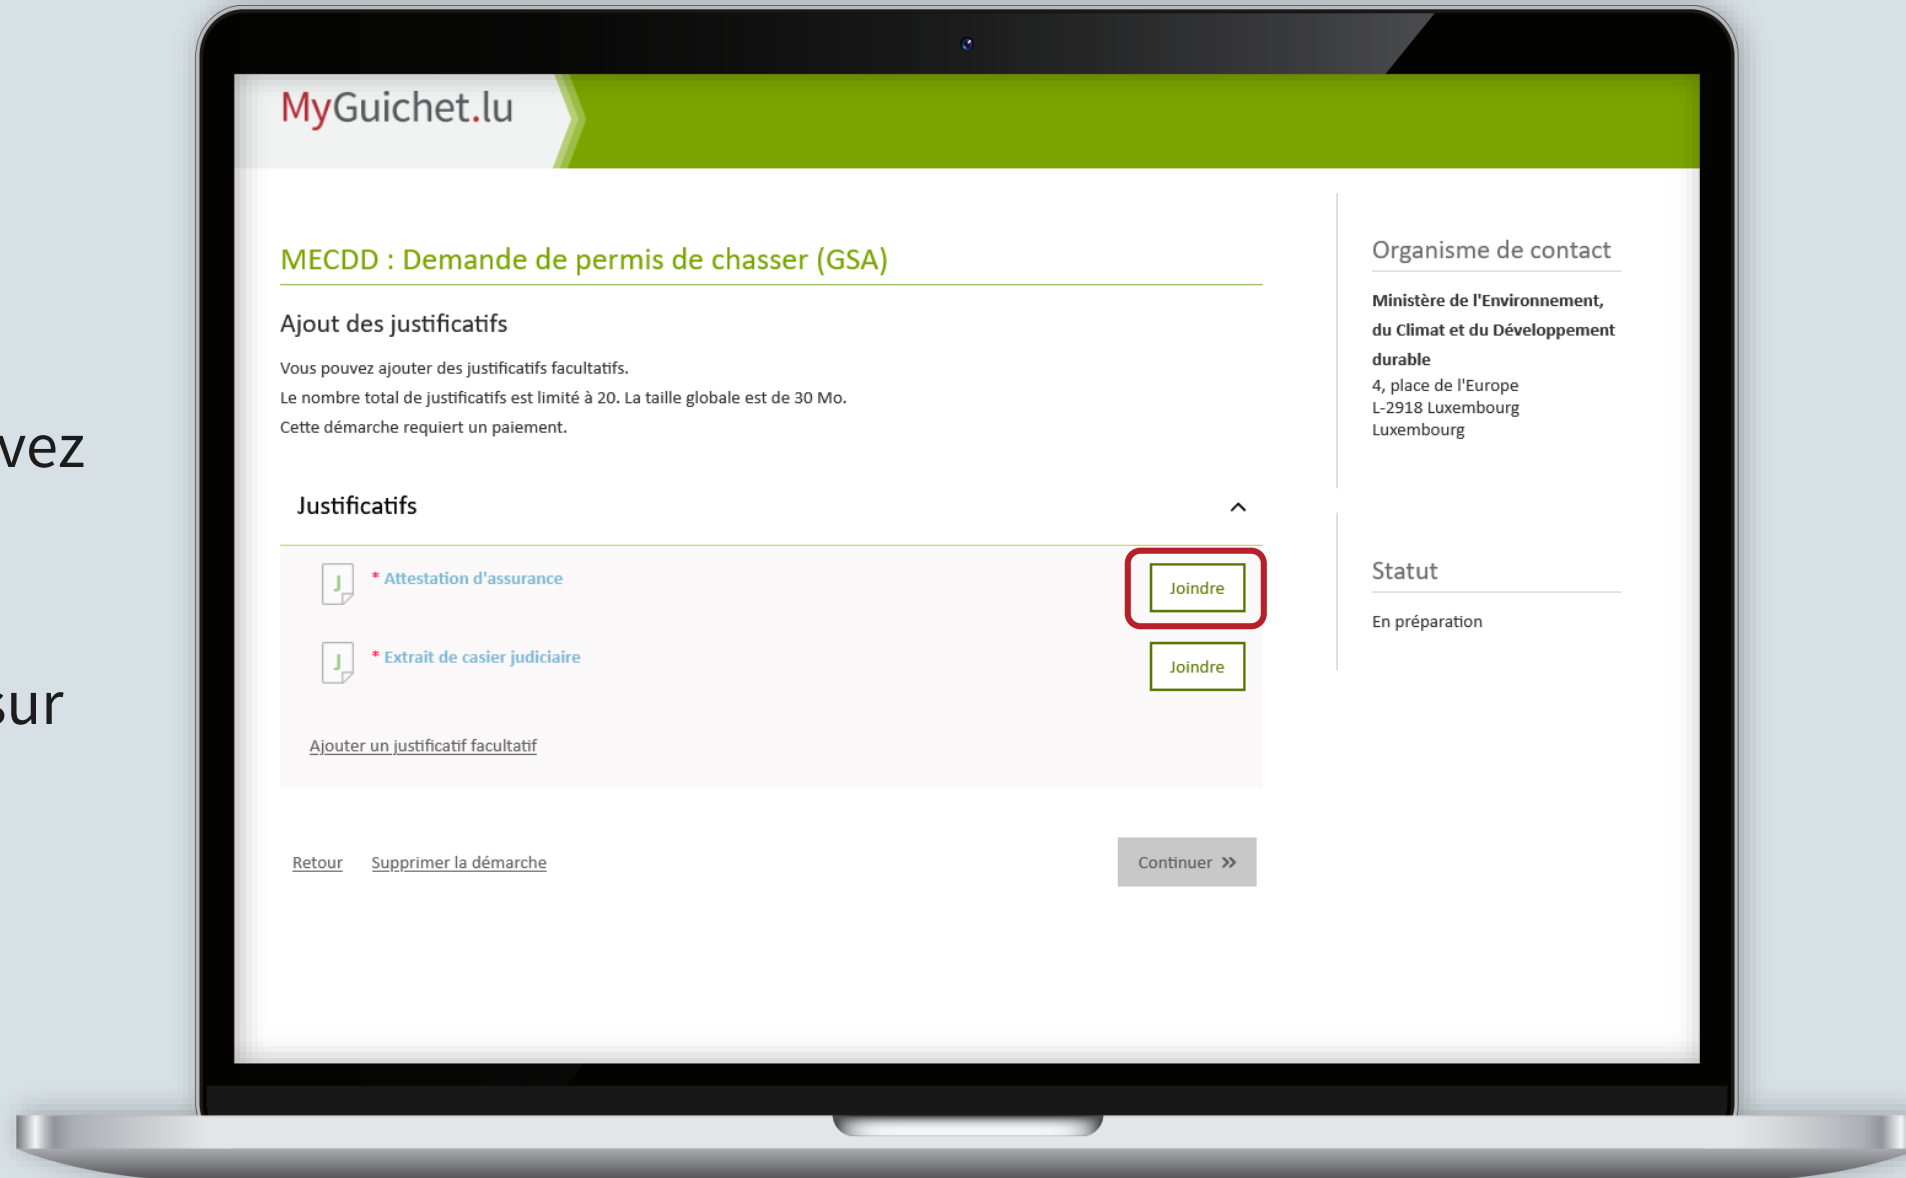 vez
sur
MyGuichet.lu
MECDD : Demande de permis de chasser (GSA)
Ajout des justificatifs
Vous pouvez ajouter des justificatifs facultatifs.
Le nombre total de justificatifs est limité à 20. La taille globale est de 30 Mo.
Cette démarche requiert un paiement.
Justificatifs
J * Attestation d'assurance Joindre
J * Extrait de casier judiciaire Joindre
Ajouter un justificatif facultatif
Retour Supprimer la démarche Continuer »
Organisme de contact
Ministère de l'Environnement,
du Climat et du Développement
durable
4, place de l'Europe
L-2918 Luxembourg
Luxembourg
Statut
En préparation